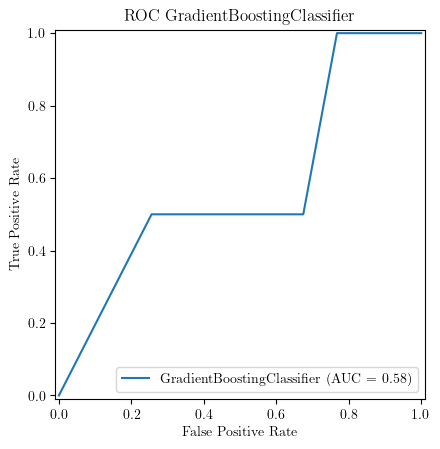 ROC GradientBoostingClassifier
1.0
0.8
0.6
0.4
0.2
0.0
True Positive Rate
GradientBoostingClassifier (AUC = 0.58)
0.0 0.2 0.4 0.6 0.8 1.0
False Positive Rate